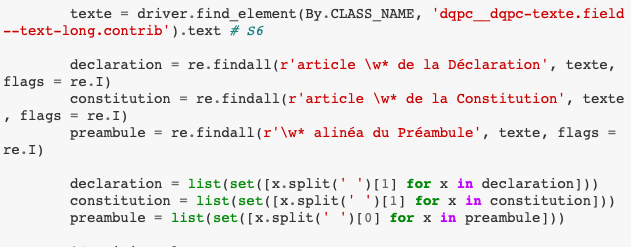 texte = driver.find_element(By.CLASS_NAME, 'dqpc__dqpc-texte.field
--text-long.contrib').text # S6
declaration = re.findall(r'article \w* de la Déclaration', texte,
flags = re.I)
constitution = re.findall(r'article \w* de la Constitution', texte
, flags = re.I)
preambule = re.findall(r'\w* alinéa du Préambule', texte, flags =
re.I)
declaration = list(set([x.split(' ')[1] for x in declaration]))
constitution = list(set([x.split(' ')[1] for x in constitution]))
preambule = list(set([x.split(' ')[0] for x in preambule]))